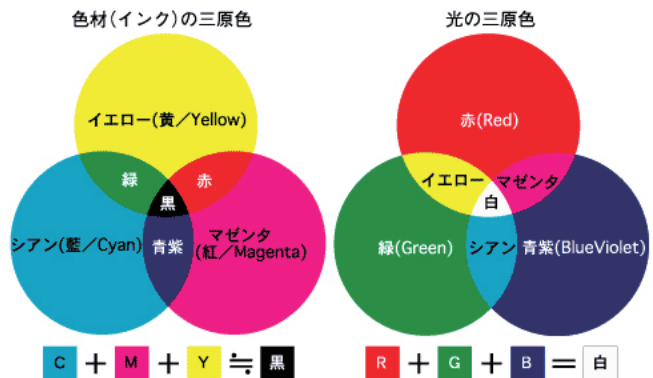 色材(インク)の三原色
イエロー(黄／Yellow)
緑
赤
黒
シアン(藍／Cyan)
青紫
マゼンタ
(紅／Magenta)
C + M + Y ≒ 黒
光の三原色
赤(Red)
イエロー
マゼンタ
白
緑(Green)
シアン
青紫(BlueViolet)
R + G + B = 白